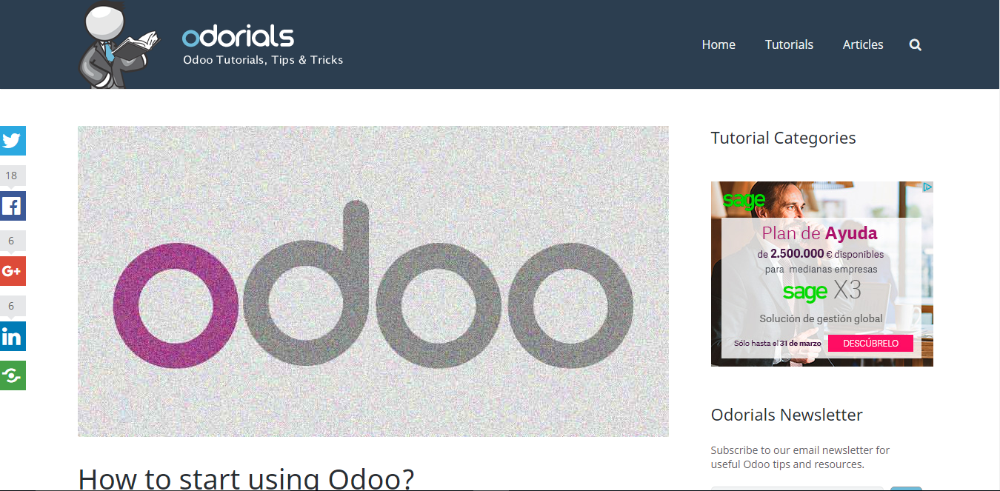 odorials
Odoo Tutorials, Tips & Tricks
Home
Tutorials
Articles
18
6
G+
6
in
odoo
How to start using Odoo?
Tutorial Categories
sage
Plan de Ayuda
de 2.500.000 € disponibles
para medianas empresas
sage X3
Solución de gestión global
Sólo hasta el 31 de marzo
DESCÚBRELO
Odorials Newsletter
Subscribe to our email newsletter for
useful Odoo tips and resources.